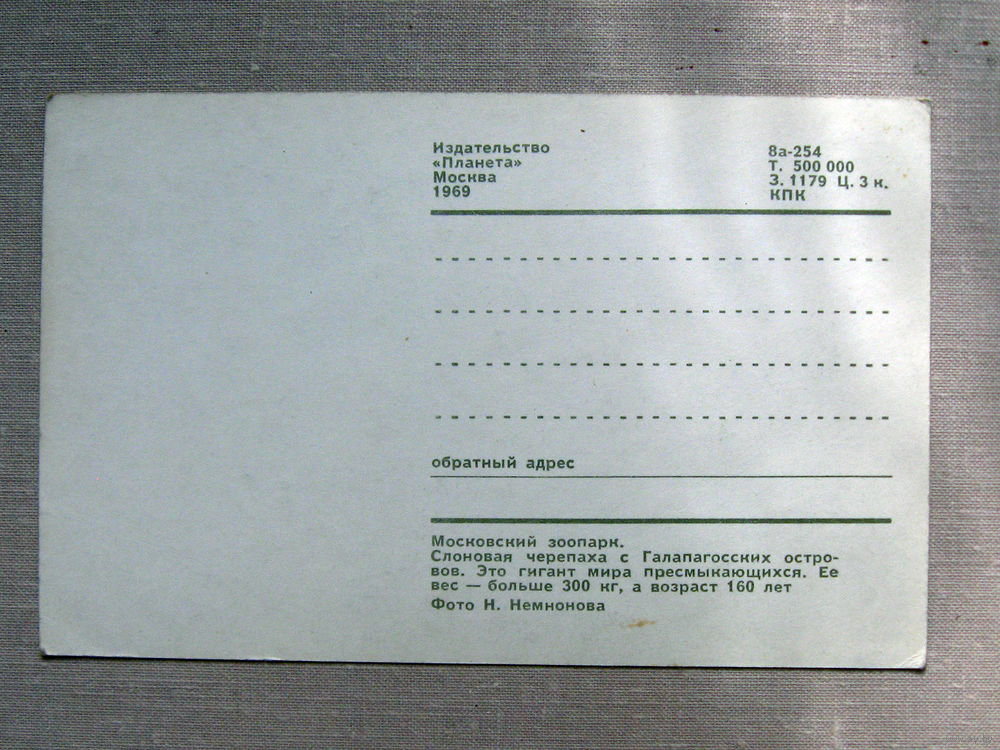 Издательство
«Планета»
Москва
1969
8а-254
Т. 500 000
З. 1179 Ц. 3 к.
КПК
обратный адрес
Московский зоопарк.
Слоновая черепаха с Галапагосских остро-
вов. Это гигант мира пресмыкающихся. Ее
вес — больше 300 кг, а возраст 160 лет
Фото Н. Немнонова